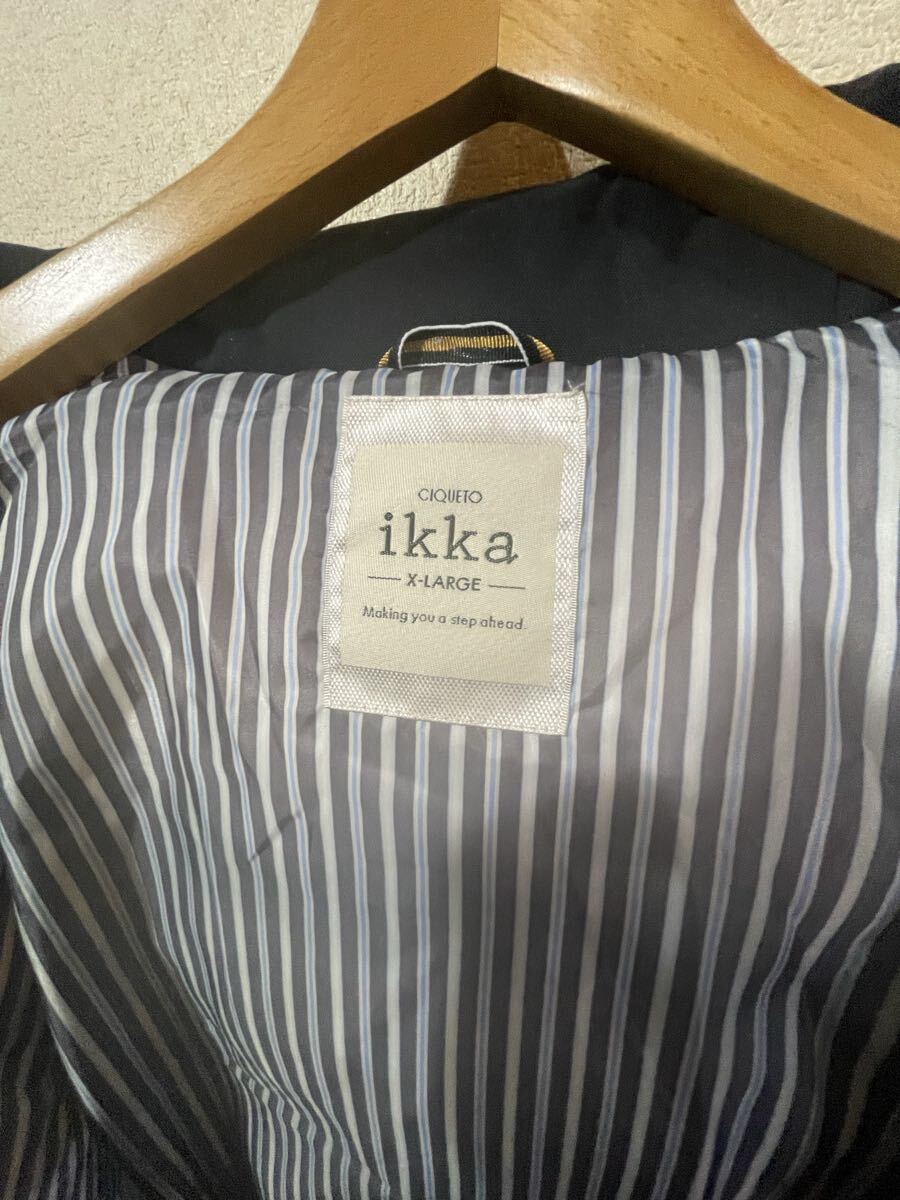 CIQUETO
ikka
X-LARGE
Making you a step ahead.